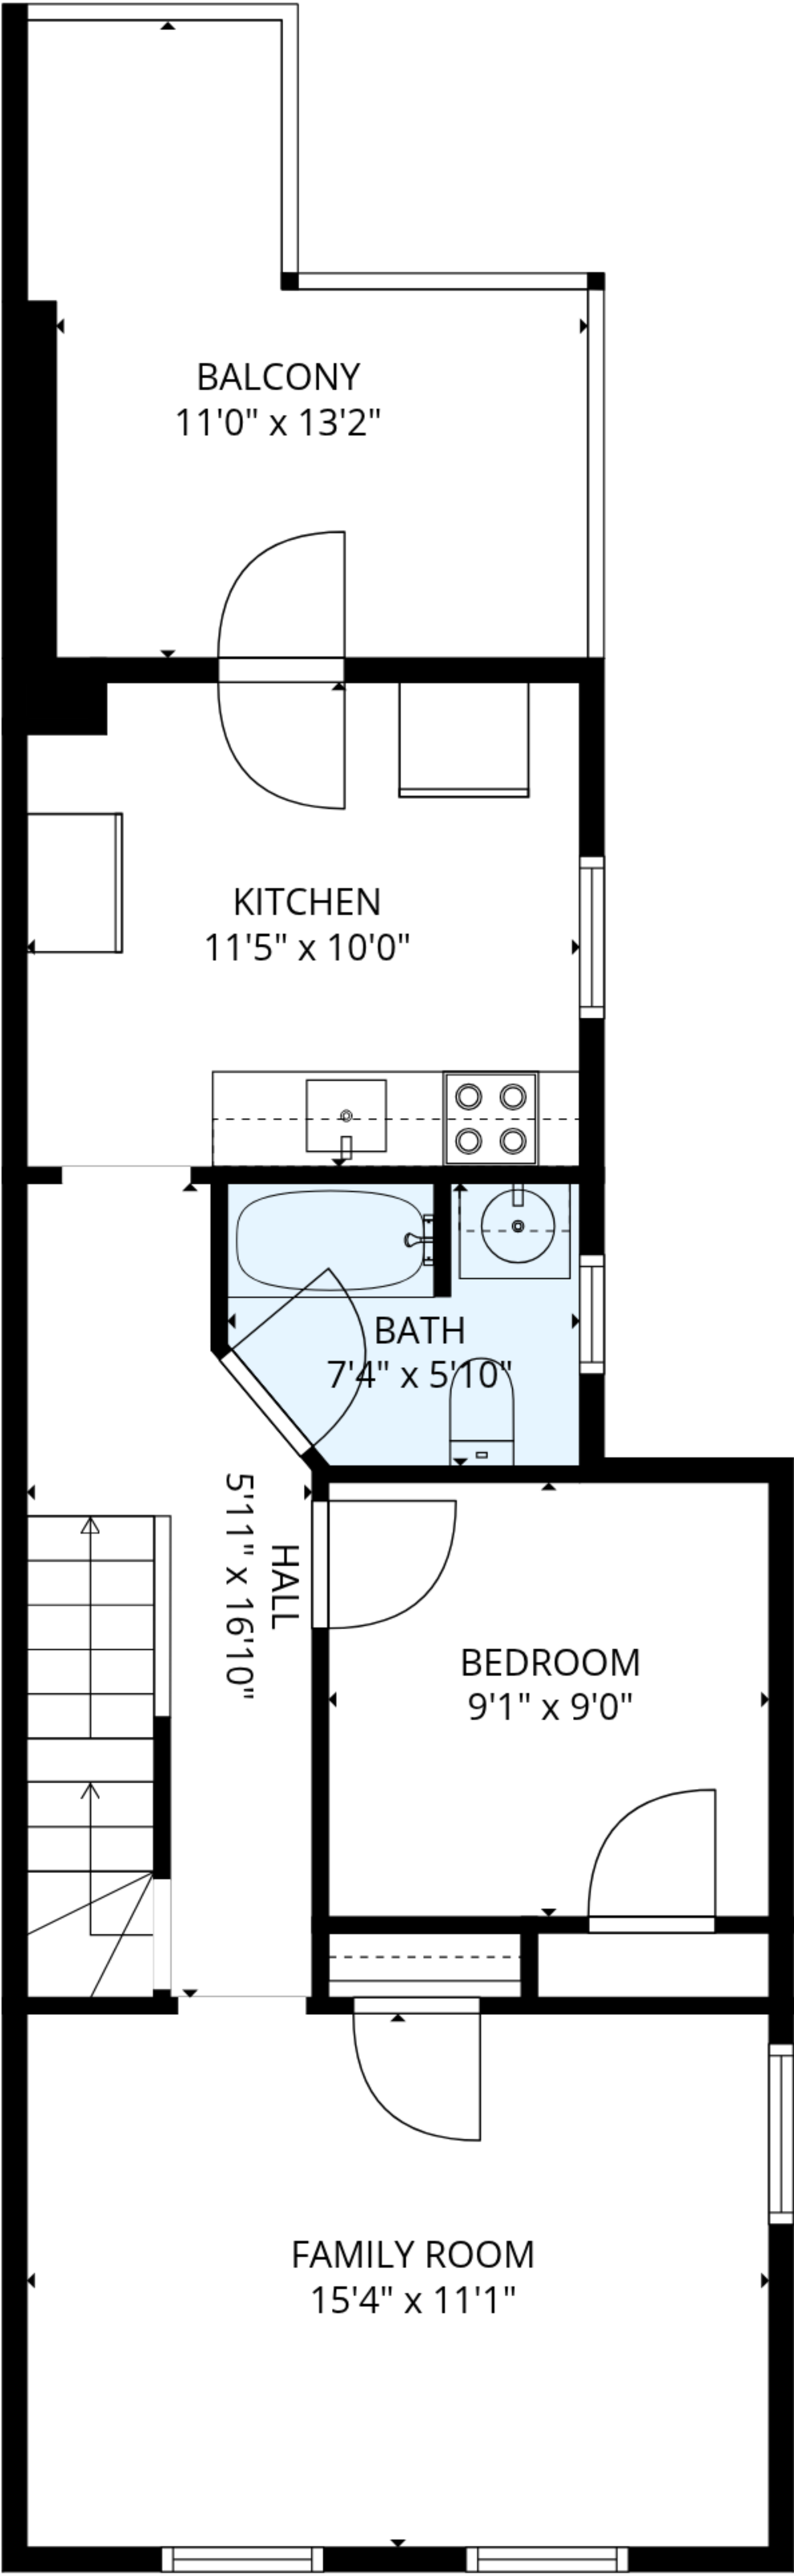 BALCONY
11'0" x 13'2"
KITCHEN
11'5" x 10'0"
BATH
7'4" x 5'10"
HALL
5'11" x 16'10"
BEDROOM
9'1" x 9'0"
FAMILY ROOM
15'4" x 11'1"